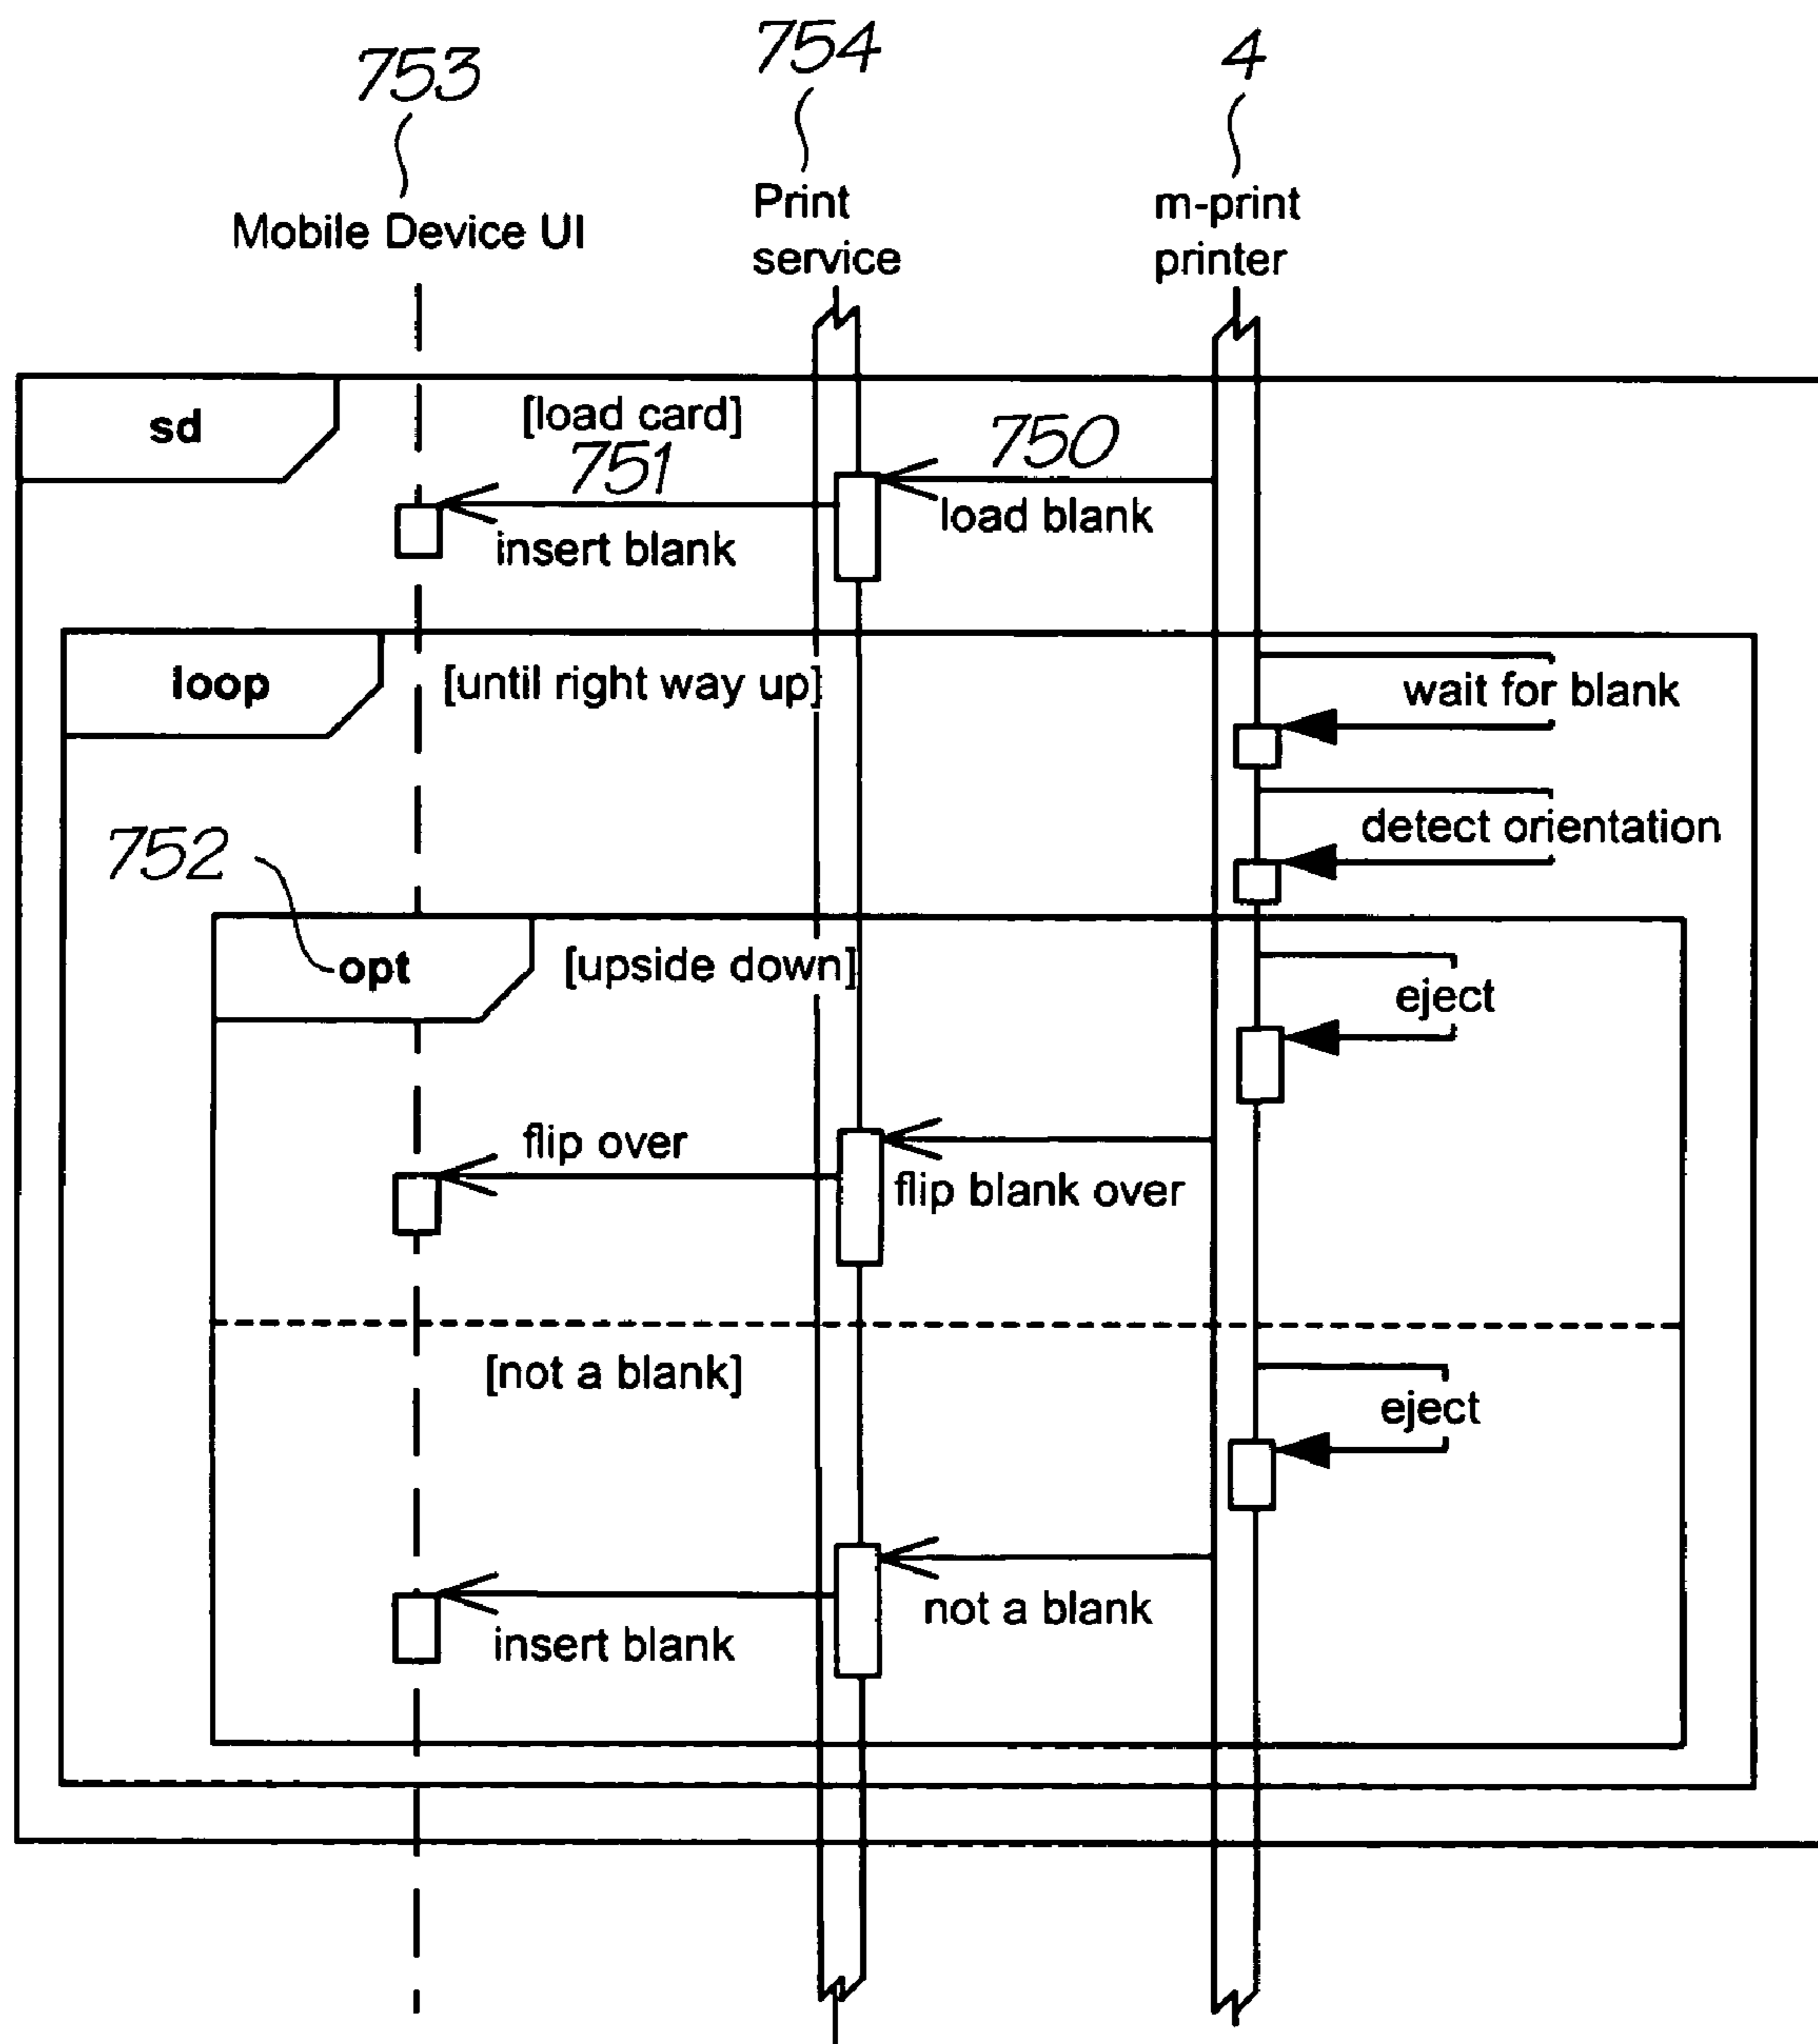 753
754
4
Mobile Device UI
Print
service
m-print
printer
sd
[load card]
750
751
load blank
insert blank
loop
[until right way up]
wait for blank
detect orientation
752
opt
[upside down]
eject
flip over
flip blank over
[not a blank]
eject
not a blank
insert blank